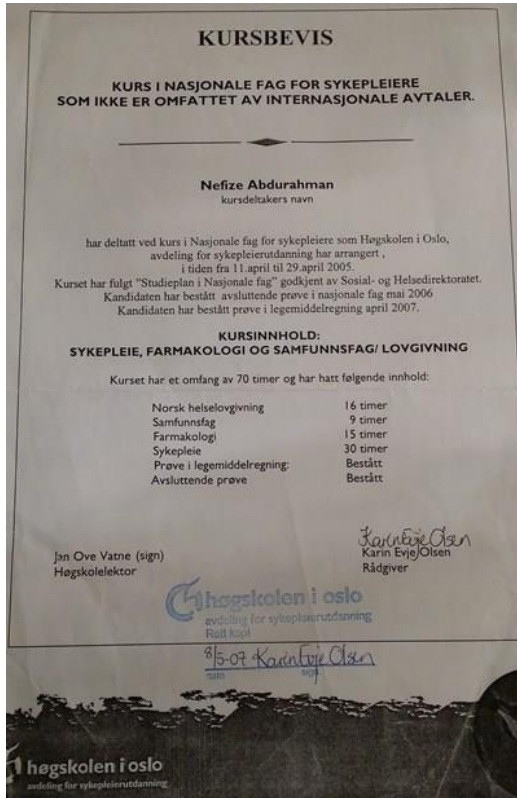 KURSBEVIS
KURS I NASJONALE FAG FOR SYKEPLEIERE
SOM IKKE ER OMFATTET AV INTERNASJONALE AVTALER.
Nefize Abdurahman
kursdeltakers navn
har deltatt ved kurs i Nasjonale fag for sykepleiere som Høgskolen i Oslo,
avdeling for sykepleierutdanning har arrangert ,
i tiden fra 11.april til 29.april 2005.
Kurset har fulgt "Studieplan i Nasjonale fag" godkjent av Sosial- og Helsedirektoratet.
Kandidaten har bestått avsluttende prøve i nasjonale fag mai 2006
Kandidaten har bestått prøve i legemiddelregning april 2007.
KURSINNHOLD:
SYKEPLEIE, FARMAKOLOGI OG SAMFUNNSFAG/ LOVGIVNING
Kurset har et omfang av 70 timer og har hatt følgende innhold:
Norsk helselovgivning 16 timer
Samfunnsfag 9 timer
Farmakologi 15 timer
Sykepleie 30 timer
Prøve i legemiddelregning: Bestått
Avsluttende prøve Bestått
Karin Evje Olsen
Jan Ove Vatne (sign) Karin EvjeOlsen
Høgskolelektor Rådgiver
høgskolen i oslo
avdeling for sykepleierutdanning
Rett kopi
8/5-07 Karin Evje Olsen
dato sign.
høgskolen i oslo
avdeling for sykepleierutdanning